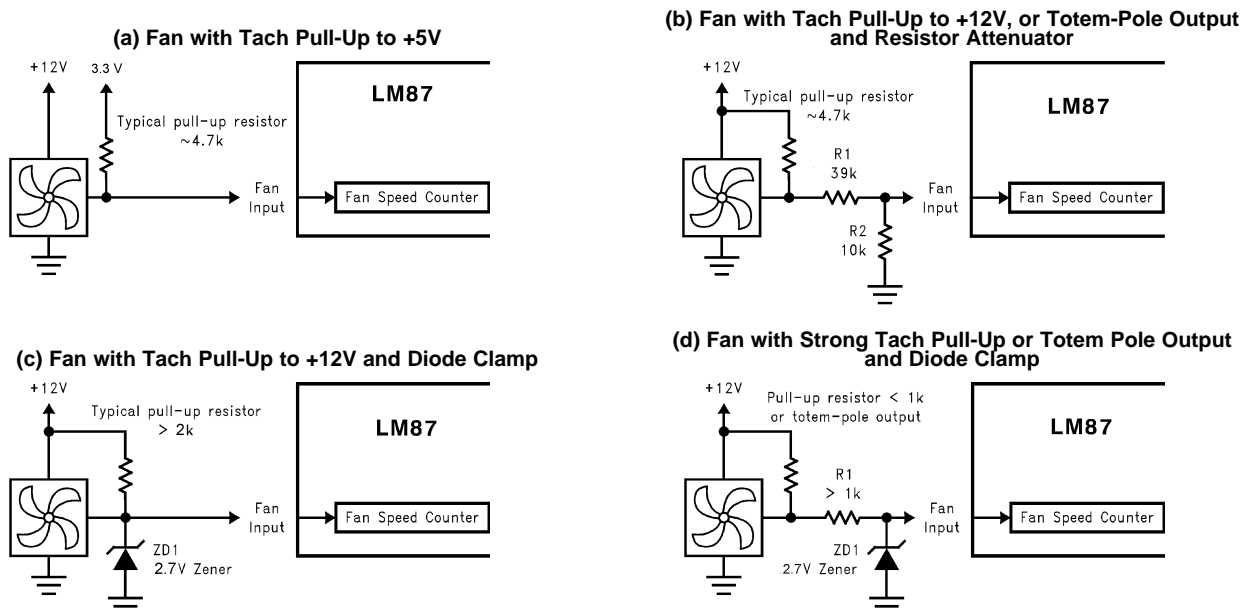 (a) Fan with Tach Pull-Up to +5V
+12V
3.3 V
Typical pull-up resistor
~4.7k
LM87
Fan
Input
Fan Speed Counter
(b) Fan with Tach Pull-Up to +12V, or Totem-Pole Output
and Resistor Attenuator
+12V
Typical pull-up resistor
~4.7k
R1
39k
R2
10k
LM87
Fan
Input
Fan Speed Counter
(c) Fan with Tach Pull-Up to +12V and Diode Clamp
+12V
Typical pull-up resistor
> 2k
LM87
Fan
Input
Fan Speed Counter
ZD1
2.7V Zener
(d) Fan with Strong Tach Pull-Up or Totem Pole Output
and Diode Clamp
+12V
Pull-up resistor < 1k
or totem-pole output
R1
> 1k
LM87
Fan
Input
Fan Speed Counter
ZD1
2.7V Zener